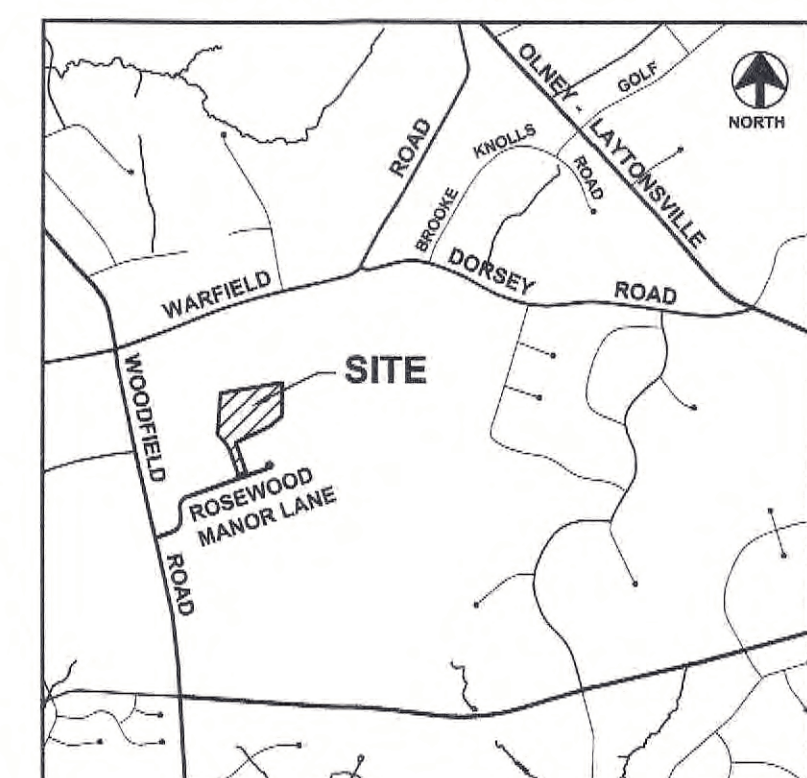 OLNEY - LAYTONSVILLE
GOLF
NORTH
ROAD
KNOLLS
ROAD
BROOKE
DORSEY
WARFIELD
ROAD
SITE
WOODFIELD
ROSEWOOD
MANOR LANE
ROAD